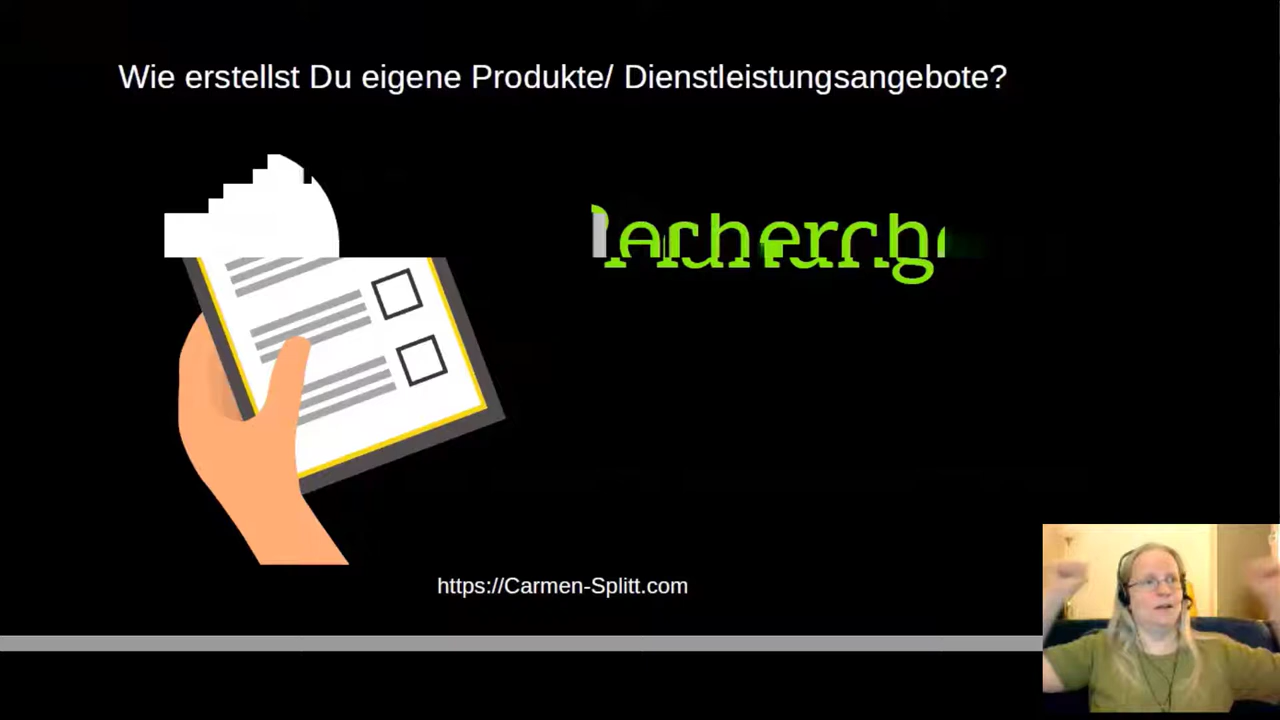 Wie erstellst Du eigene Produkte/ Dienstleistungsangebote?
https://Carmen-Splitt.com